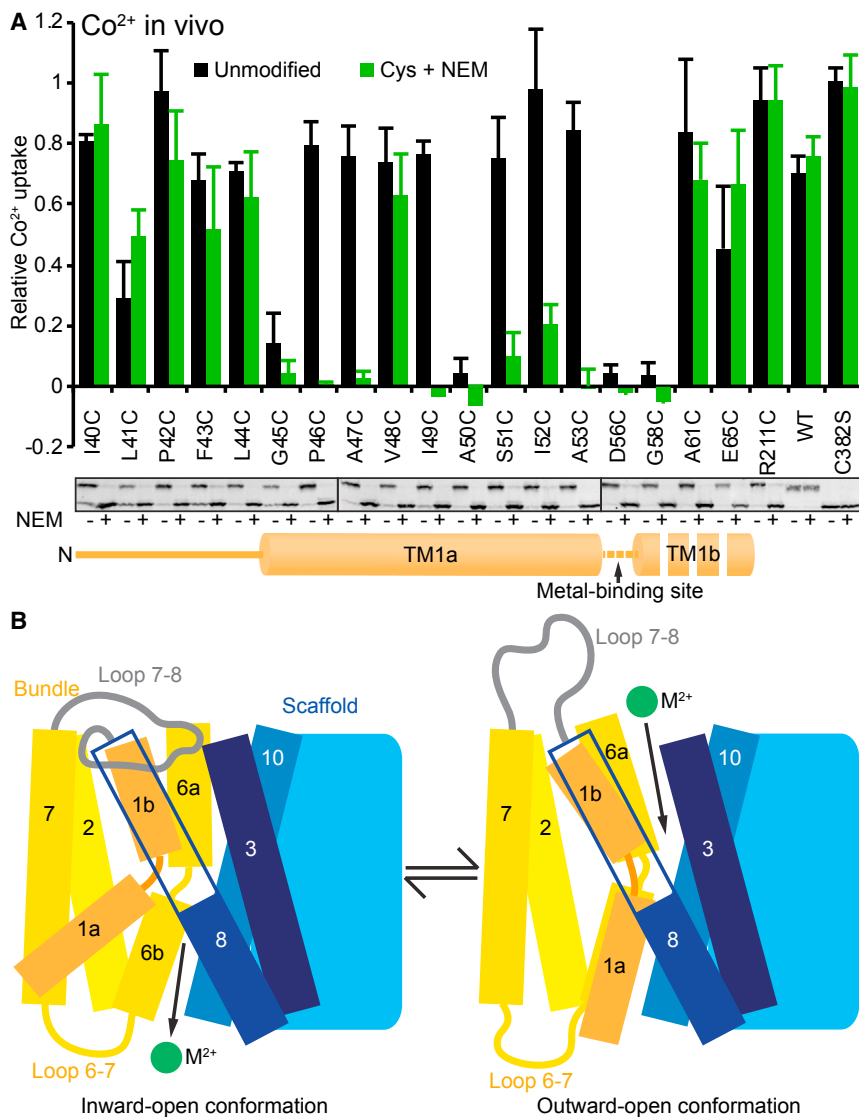 A Co²⁺ in vivo
Unmodified Cys + NEM
Relative Co²⁺ uptake
1.2
1
0.8
0.6
0.4
0.2
0
-0.2
I40C L41C P42C F43C L44C G45C P46C A47C V48C I49C A50C S51C I52C A53C D56C G58C A61C E65C R211C WT C382S
NEM - + - + - + - + - + - + - + - + - + - + - + - + - + - + - + - + - + - + - + - + - +
N TM1a TM1b
Metal-binding site
B
Loop 7-8
Bundle
Scaffold
7 2 1b 6a 10 3
1a 6b 8
M²⁺
Loop 6-7
Inward-open conformation
Loop 7-8
M²⁺
7 2 1b 6a 10 3
1a 8
Loop 6-7
Outward-open conformation